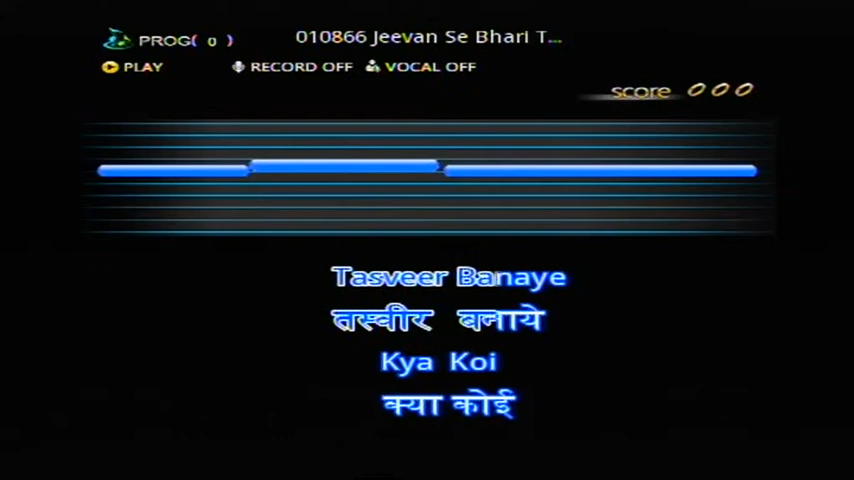 PROG( 0 ) 010866 Jeevan Se Bhari T...
PLAY RECORD OFF VOCAL OFF
score 000
Tasveer Banaye
तस्वीर बनाये
Kya Koi
क्या कोई